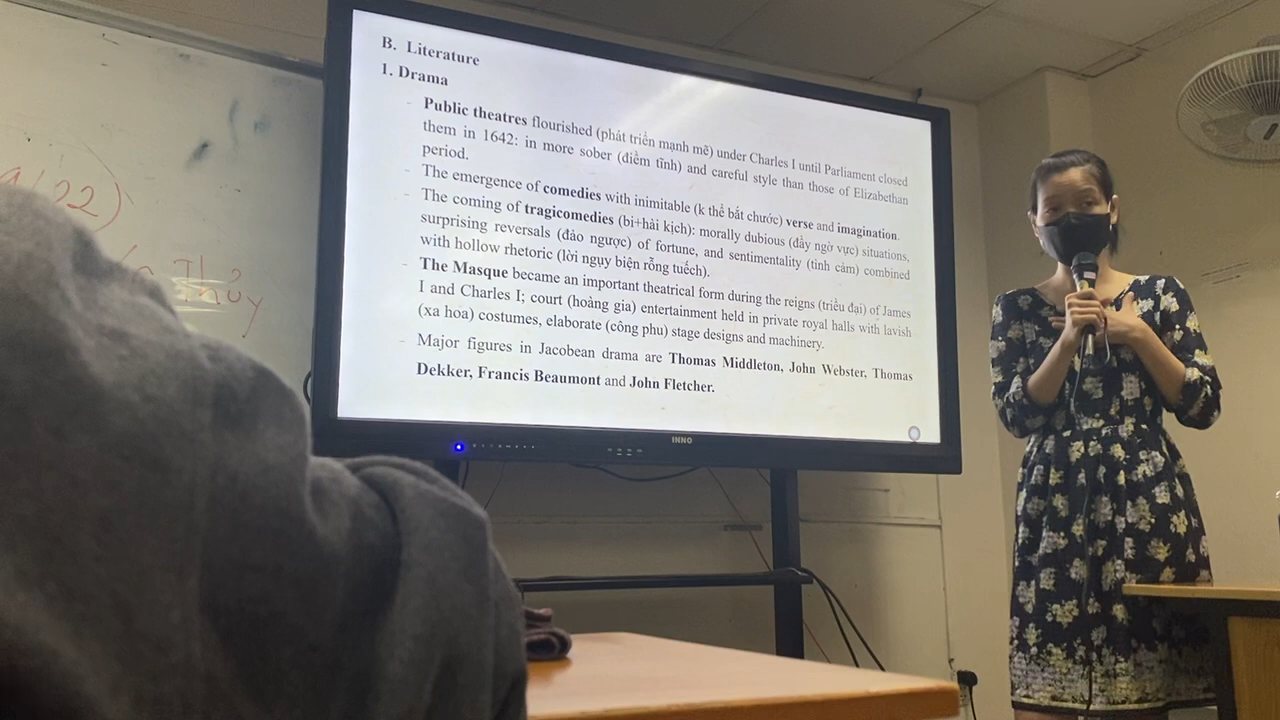 B. Literature
1. Drama
- Public theatres flourished (phát triển mạnh mẽ) under Charles I until Parliament closed
them in 1642: in more sober (điềm tĩnh) and careful style than those of Elizabethan
period.
- The emergence of comedies with inimitable (k thể bắt chước) verse and imagination.
- The coming of tragicomedies (bi+hài kịch): morally dubious (đầy ngờ vực) situations,
surprising reversals (đảo ngược) of fortune, and sentimentality (tình cảm) combined
with hollow rhetoric (lời ngụy biện rỗng tuếch).
- The Masque became an important theatrical form during the reigns (triều đại) of James
I and Charles I; court (hoàng gia) entertainment held in private royal halls with lavish
(xa hoa) costumes, elaborate (công phu) stage designs and machinery.
- Major figures in Jacobean drama are Thomas Middleton, John Webster, Thomas
Dekker, Francis Beaumont and John Fletcher.
INNO
22)
Thủy